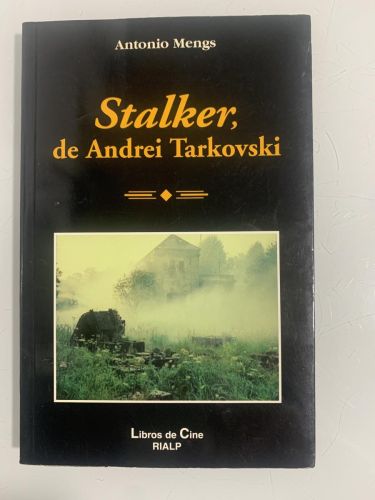 Antonio Mengs
Stalker,
de Andrei Tarkovski
Libros de Cine
RIALP